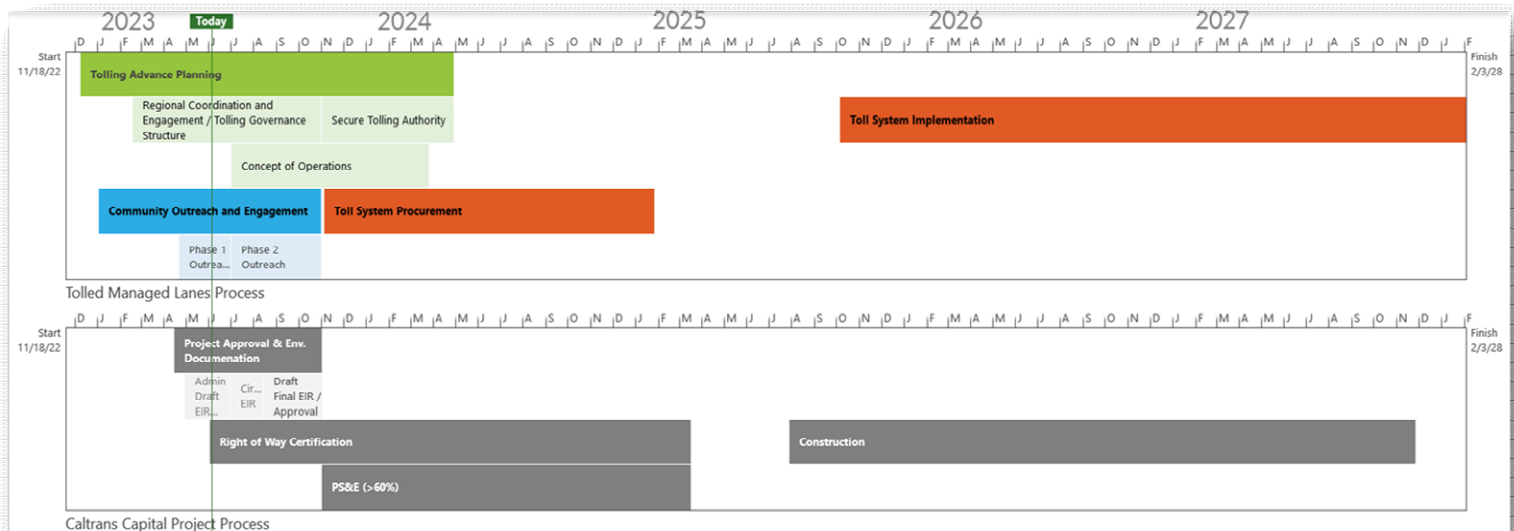 2023 Today 2024 2025 2026 2027
D J F M A M J J A S O N D J F M A M J J A S O N D J F M A M J J A S O N D J F M A M J J A S O N D J F M A M J J A S O N D J F
Start
11/18/22
Finish
2/3/28
Tolling Advance Planning
Regional Coordination and
Engagement / Tolling Governance
Structure
Secure Tolling Authority
Toll System Implementation
Concept of Operations
Community Outreach and Engagement
Toll System Procurement
Phase 1
Outrea...
Phase 2
Outreach
Tolled Managed Lanes Process
D J F M A M J J A S O N D J F M A M J J A S O N D J F M A M J J A S O N D J F M A M J J A S O N D J F M A M J J A S O N D J F
Start
11/18/22
Finish
2/3/28
Project Approval & Env.
Documenation
Admin
Draft
EIR...
Cir...
EIR
Draft
Final EIR /
Approval
Right of Way Certification
Construction
PS&E (>60%)
Caltrans Capital Project Process